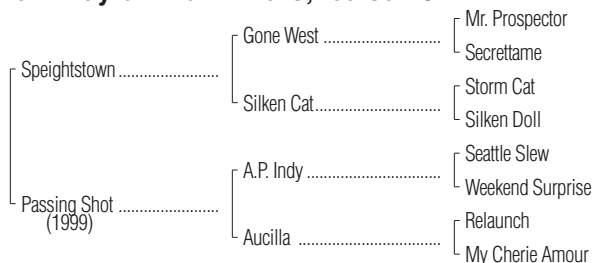 Mr. Prospector
Gone West ..............................
Secrettame
Speightstown .....................
Storm Cat
Silken Cat..............................
Silken Doll
Seattle Slew
A.P. Indy ................................
Weekend Surprise
Passing Shot .....................
(1999)
Relaunch
Aucilla ..................................
My Cherie Amour